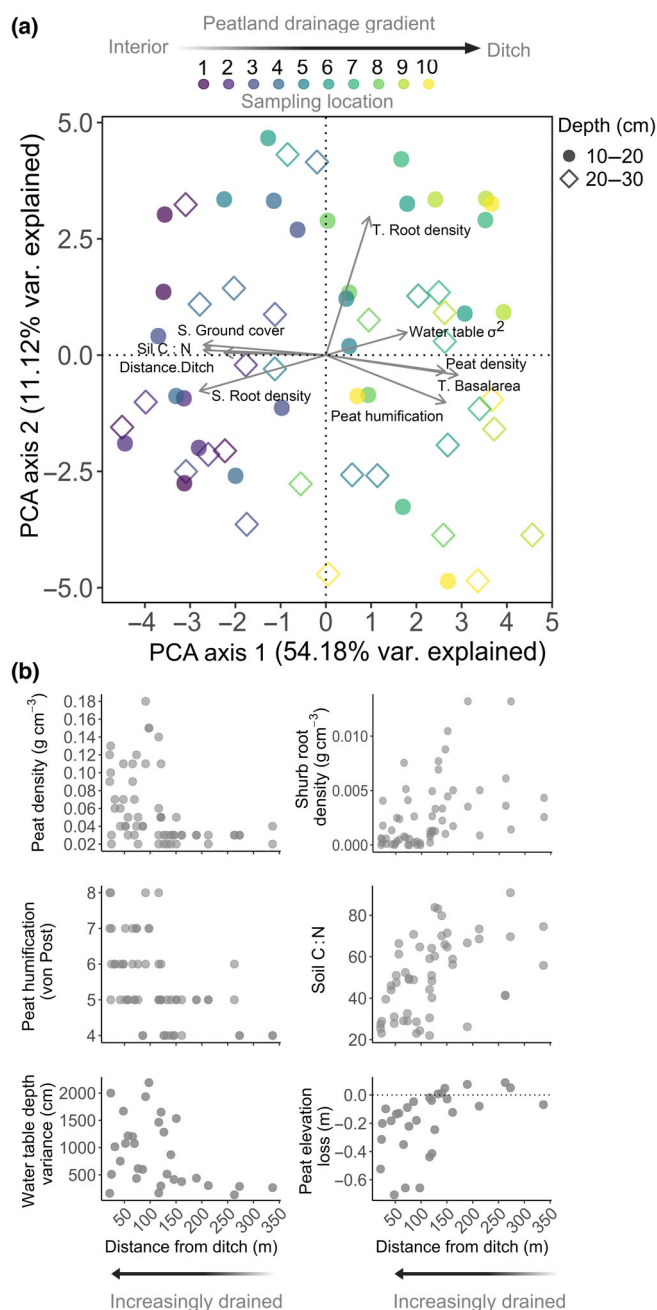 (a)
Peatland drainage gradient
Interior
Ditch
1 2 3 4 5 6 7 8 9 10
Sampling location
Depth (cm)
10–20
20–30
PCA axis 2 (11.12% var. explained)
5.0
2.5
0.0
−2.5
−5.0
T. Root density
Water table σ²
S. Ground cover
Sil C : N
Distance.Ditch
S. Root density
Peat density
T. Basalarea
Peat humification
−4 −3 −2 −1 0 1 2 3 4 5
PCA axis 1 (54.18% var. explained)
(b)
Peat density (g cm⁻³)
0.18
0.16
0.14
0.12
0.10
0.08
0.06
0.04
0.02
Shurb root
density (g cm⁻³)
0.010
0.005
0.000
Peat humification
(von Post)
8
7
6
5
4
Soil C : N
80
60
40
20
Water table depth
variance (cm)
2000
1500
1000
500
50 100 150 200 250 300 350
Distance from ditch (m)
Increasingly drained
Peat elevation
loss (m)
0.0
−0.2
−0.4
−0.6
50 100 150 200 250 300 350
Distance from ditch (m)
Increasingly drained